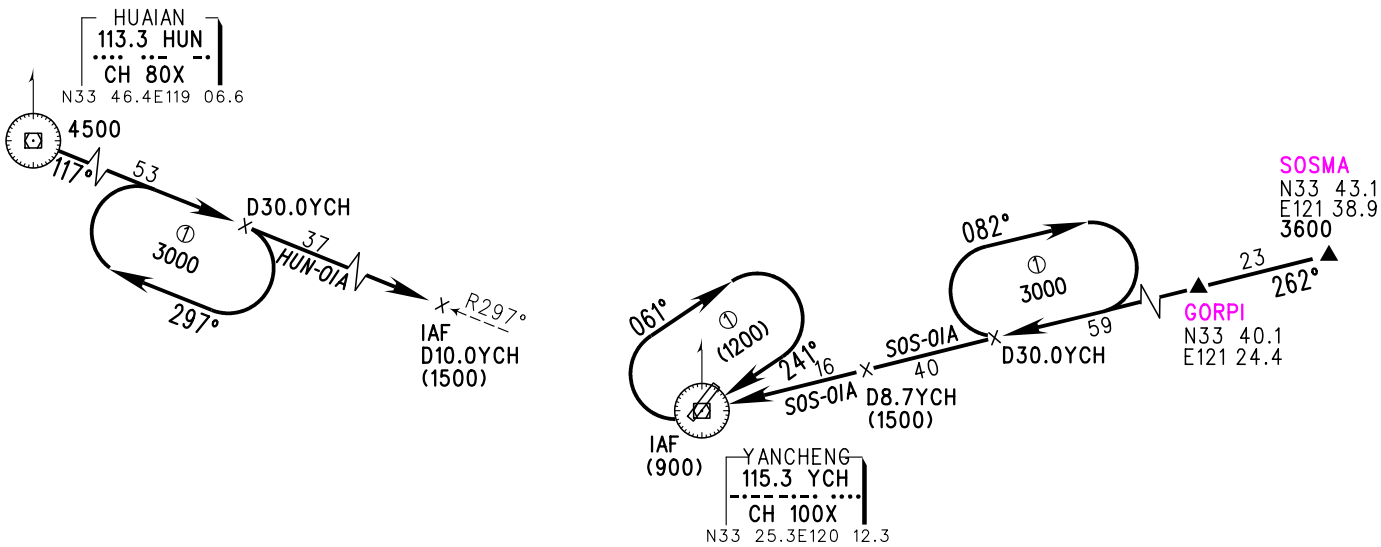 HUAIAN
113.3 HUN
CH 80X
N33 46.4E119 06.6
4500
117°
53
D30.0YCH
①
3000
297°
37
HUN-01A
R297°
IAF
D10.0YCH
(1500)
061°
①
(1200)
241°
IAF
(900)
YANCHENG
115.3 YCH
CH 100X
N33 25.3E120 12.3
16
SOS-01A
D8.7YCH
(1500)
SOS-01A
40
082°
①
3000
D30.0YCH
59
GORPI
N33 40.1
E121 24.4
23
262°
SOSMA
N33 43.1
E121 38.9
3600